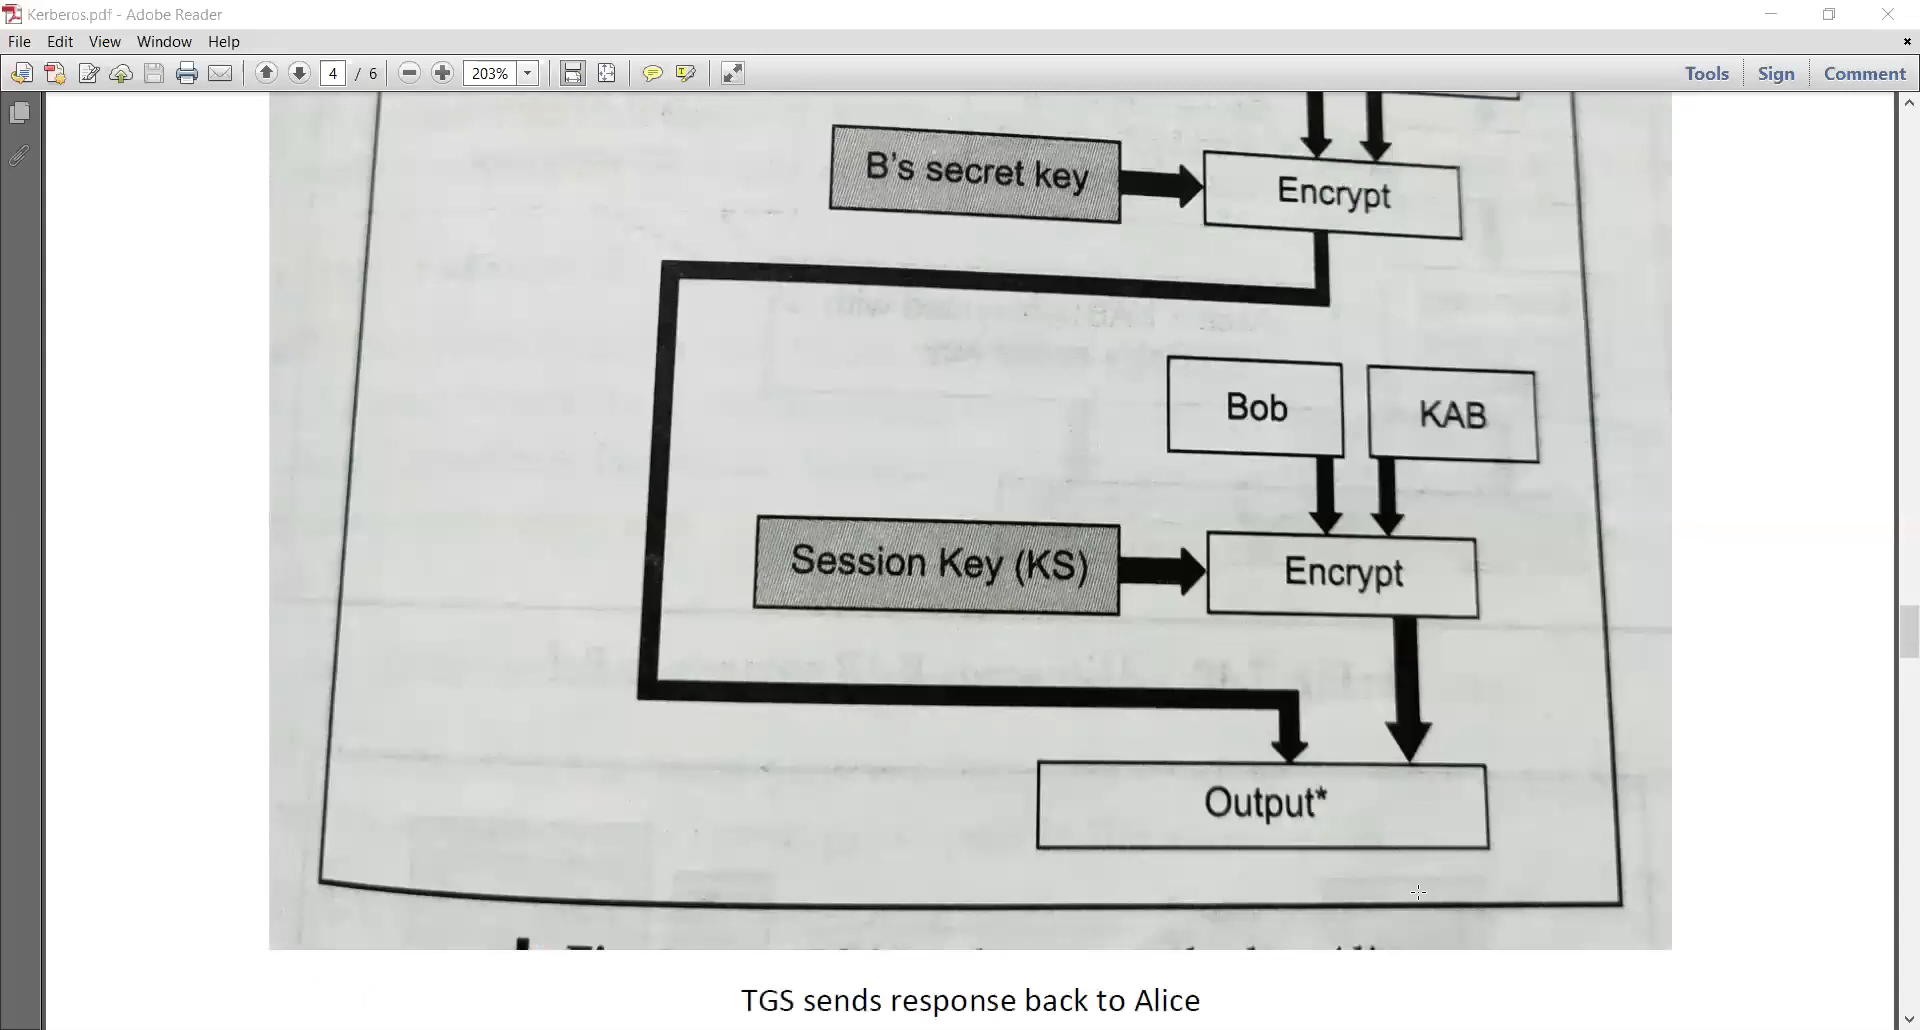 Kerberos.pdf - Adobe Reader
File Edit View Window Help
4 / 6 203% Tools Sign Comment
B's secret key
Encrypt
Bob KAB
Session Key (KS) Encrypt
Output*
TGS sends response back to Alice